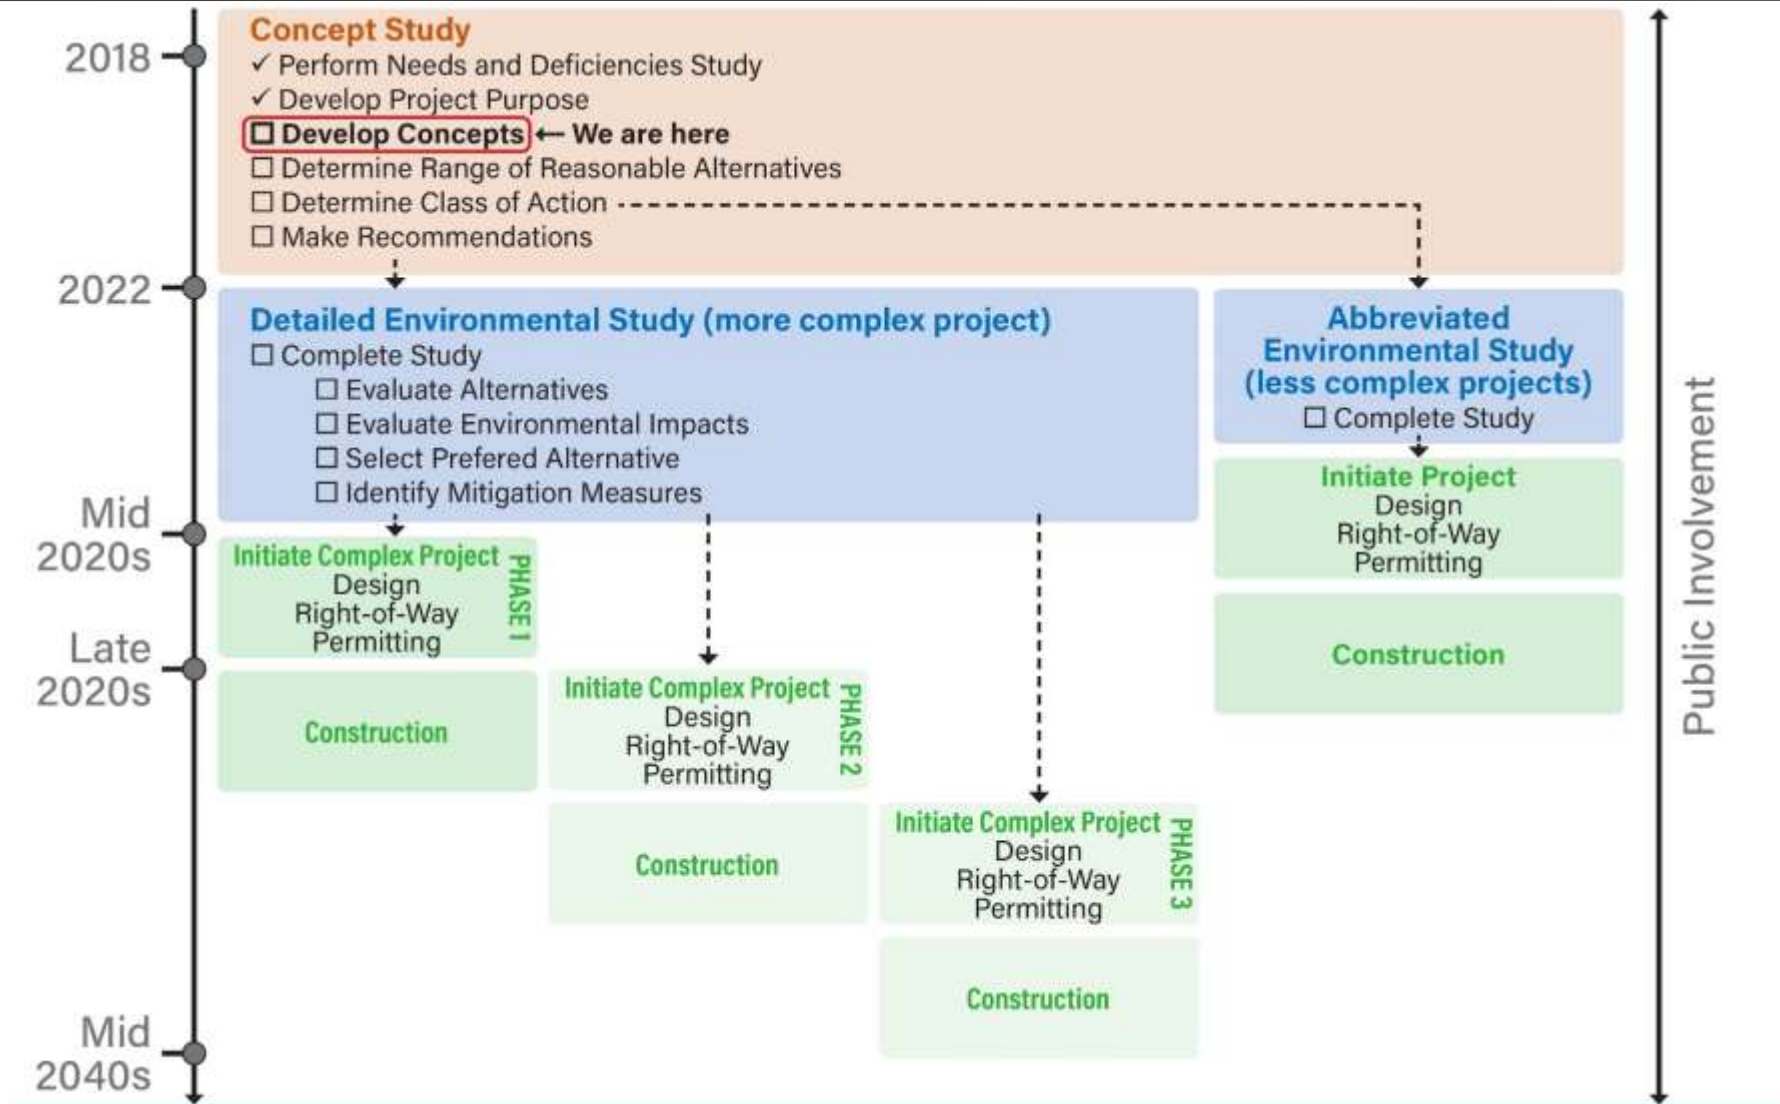 2018
Concept Study
✓ Perform Needs and Deficiencies Study
✓ Develop Project Purpose
☐ Develop Concepts ← We are here
☐ Determine Range of Reasonable Alternatives
☐ Determine Class of Action
☐ Make Recommendations
2022
Detailed Environmental Study (more complex project)
☐ Complete Study
☐ Evaluate Alternatives
☐ Evaluate Environmental Impacts
☐ Select Prefered Alternative
☐ Identify Mitigation Measures
Abbreviated
Environmental Study
(less complex projects)
☐ Complete Study
Initiate Project
Design
Right-of-Way
Permitting
Construction
Mid
2020s
Initiate Complex Project
Design
Right-of-Way
Permitting
PHASE 1
Late
2020s
Construction
Initiate Complex Project
Design
Right-of-Way
Permitting
PHASE 2
Construction
Initiate Complex Project
Design
Right-of-Way
Permitting
PHASE 3
Construction
Mid
2040s
Public Involvement